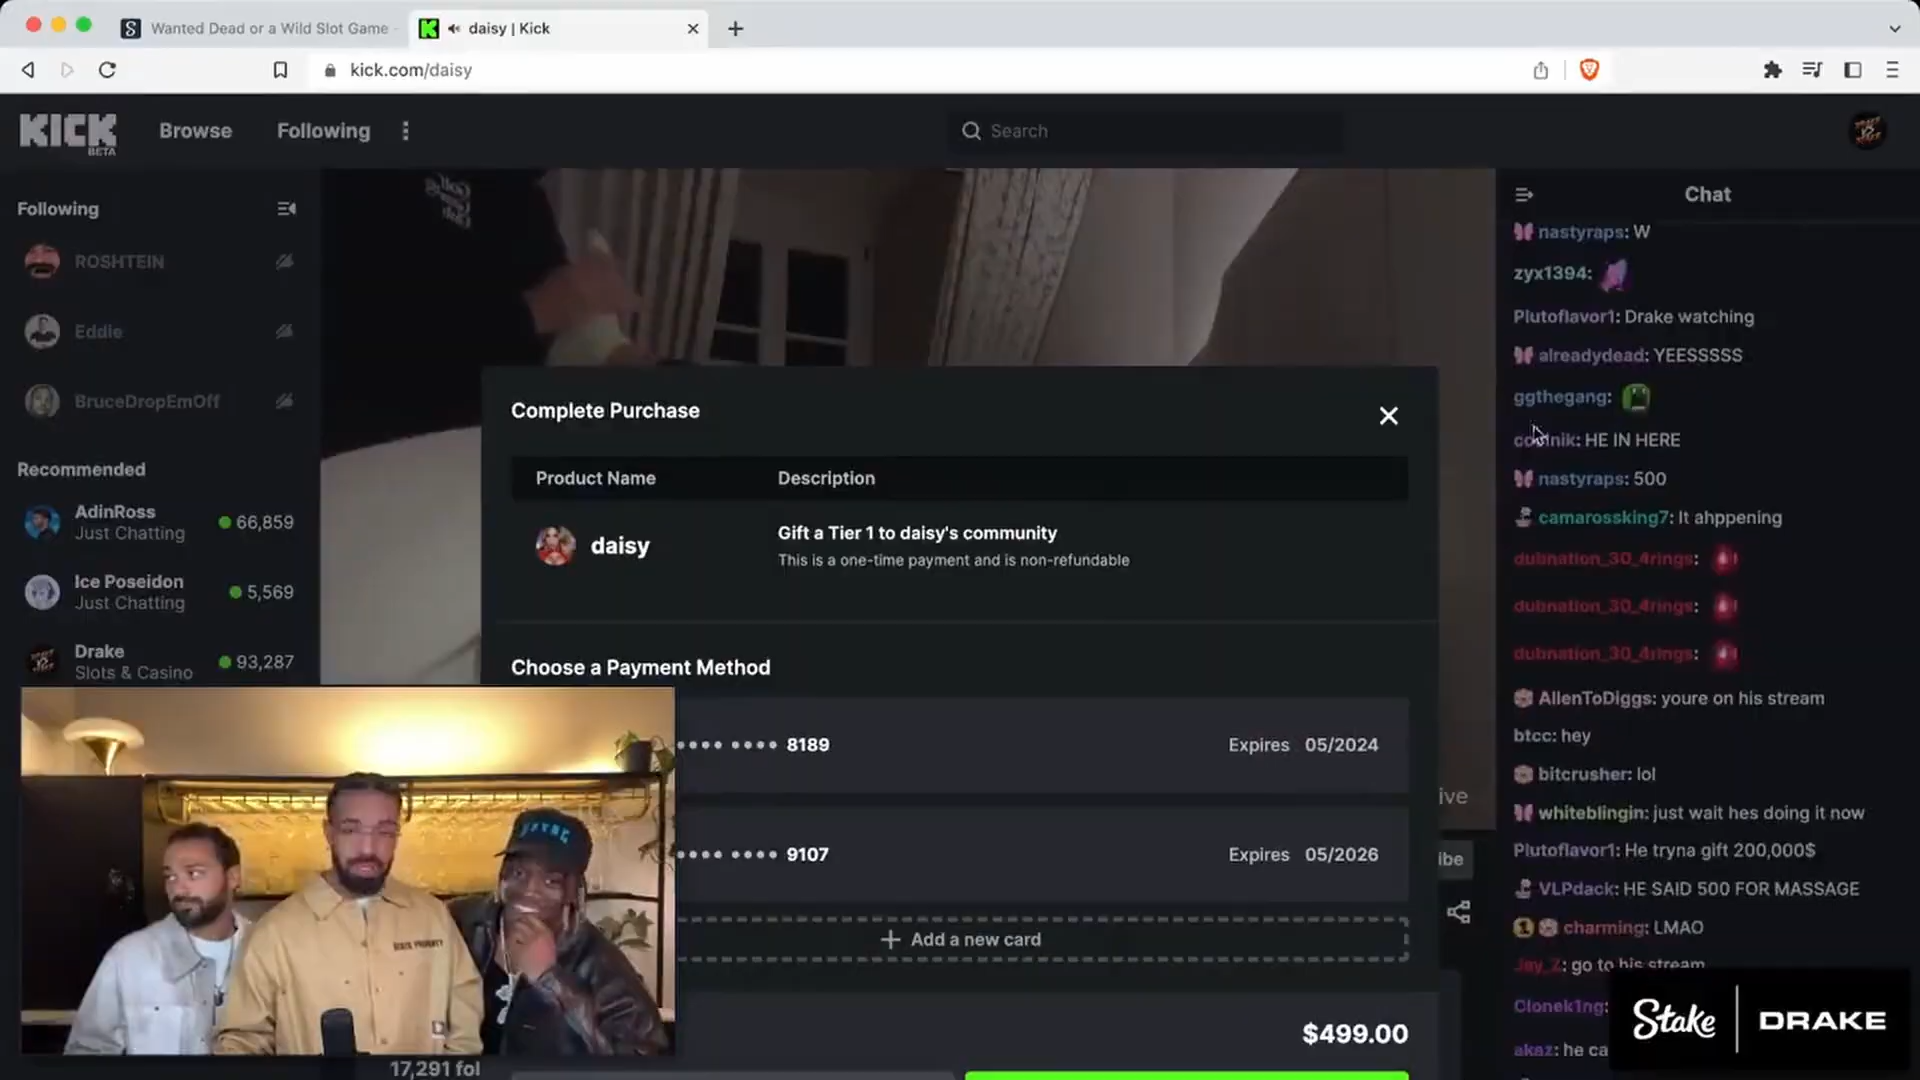 Wanted Dead or a Wild Slot Game
daisy | Kick
kick.com/daisy
KICK
BETA
Browse
Following
Search
Following
ROSHTEIN
Eddie
BruceDropEmOff
Recommended
AdinRoss
Just Chatting
66,859
Ice Poseidon
Just Chatting
5,569
Drake
Slots & Casino
93,287
Complete Purchase
Product Name
Description
daisy
Gift a Tier 1 to daisy's community
This is a one-time payment and is non-refundable
Choose a Payment Method
•••• •••• 8189
Expires 05/2024
•••• •••• 9107
Expires 05/2026
+ Add a new card
$499.00
17,291 fol
ive
ibe
Chat
nastyraps: W
zyx1394:
Plutoflavor1: Drake watching
alreadydead: YEESSSSS
ggthegang:
HE IN HERE
nastyraps: 500
camarossking7: It ahppening
dubnation_30_4rings:
dubnation_30_4rings:
dubnation_30_4rings:
AllenToDiggs: youre on his stream
btcc: hey
bitcrusher: lol
whiteblingin: just wait hes doing it now
Plutoflavor1: He tryna gift 200,000$
VLPdack: HE SAID 500 FOR MASSAGE
charming: LMAO
Jay_Z: go to his stream
Clonek1ng:
akaz: he ca
Stake | DRAKE